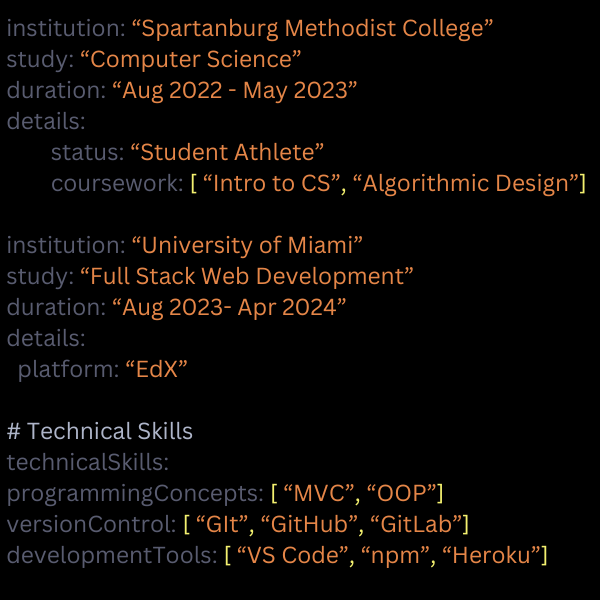 institution: “Spartanburg Methodist College”
study: “Computer Science”
duration: “Aug 2022 - May 2023”
details:
status: “Student Athlete”
coursework: [ “Intro to CS”, “Algorithmic Design”]
institution: “University of Miami”
study: “Full Stack Web Development”
duration: “Aug 2023- Apr 2024”
details:
platform: “EdX”
# Technical Skills
technicalSkills:
programmingConcepts: [ “MVC”, “OOP”]
versionControl: [ “GIt”, “GitHub”, “GitLab”]
developmentTools: [ “VS Code”, “npm”, “Heroku”]